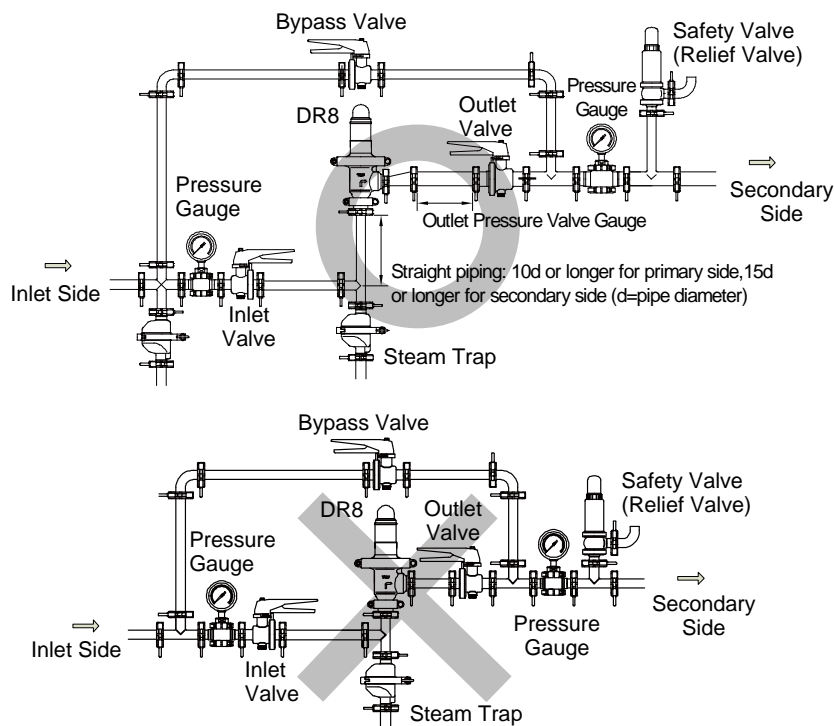 Bypass Valve
Safety Valve
(Relief Valve)
Pressure
Gauge
Outlet
Valve
DR8
Pressure
Gauge
Outlet Pressure Valve Gauge
Secondary
Side
Straight piping: 10d or longer for primary side,15d
or longer for secondary side (d=pipe diameter)
Inlet Side
Inlet
Valve
Steam Trap
Bypass Valve
Safety Valve
(Relief Valve)
DR8
Outlet
Valve
Pressure
Gauge
Secondary
Side
Pressure
Gauge
Inlet Side
Inlet
Valve
Steam Trap